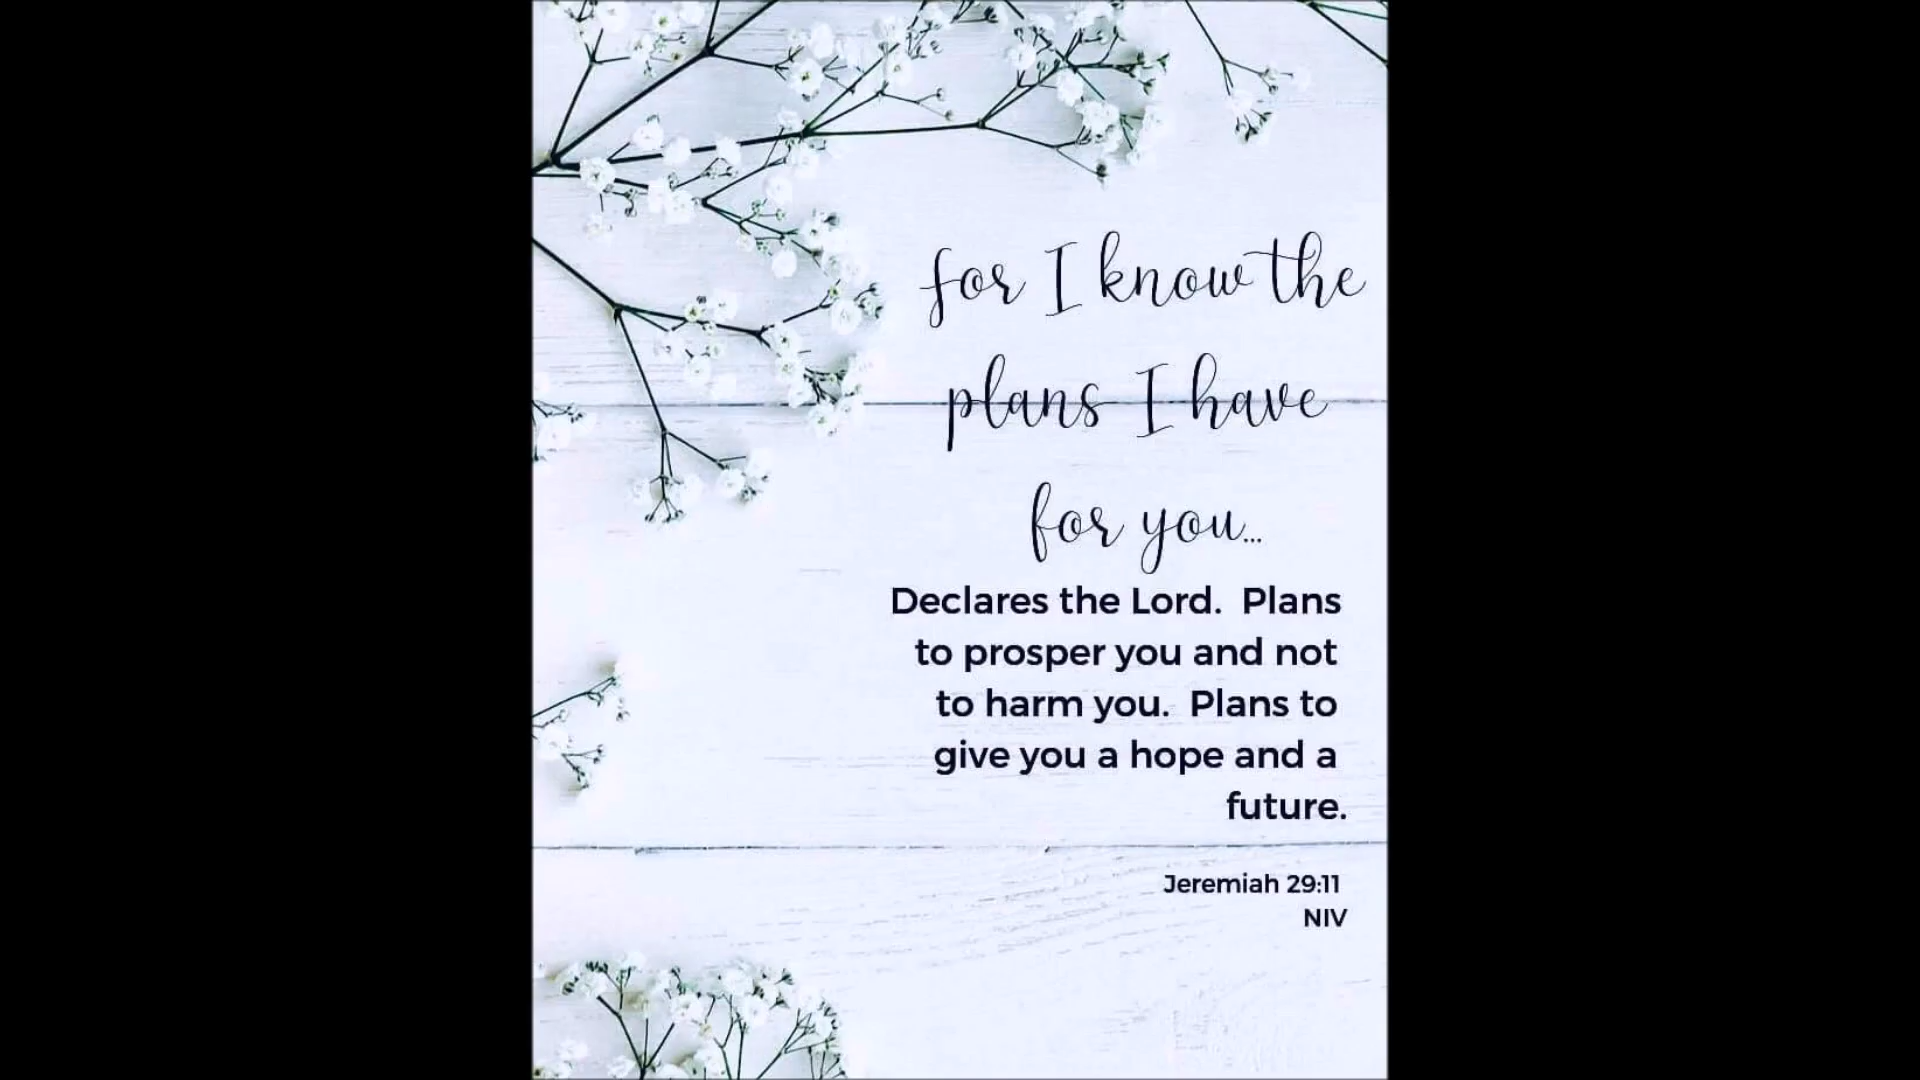 for I know the
plans I have
for you...
Declares the Lord.  Plans
to prosper you and not
to harm you.  Plans to
give you a hope and a
future.
Jeremiah 29:11
NIV